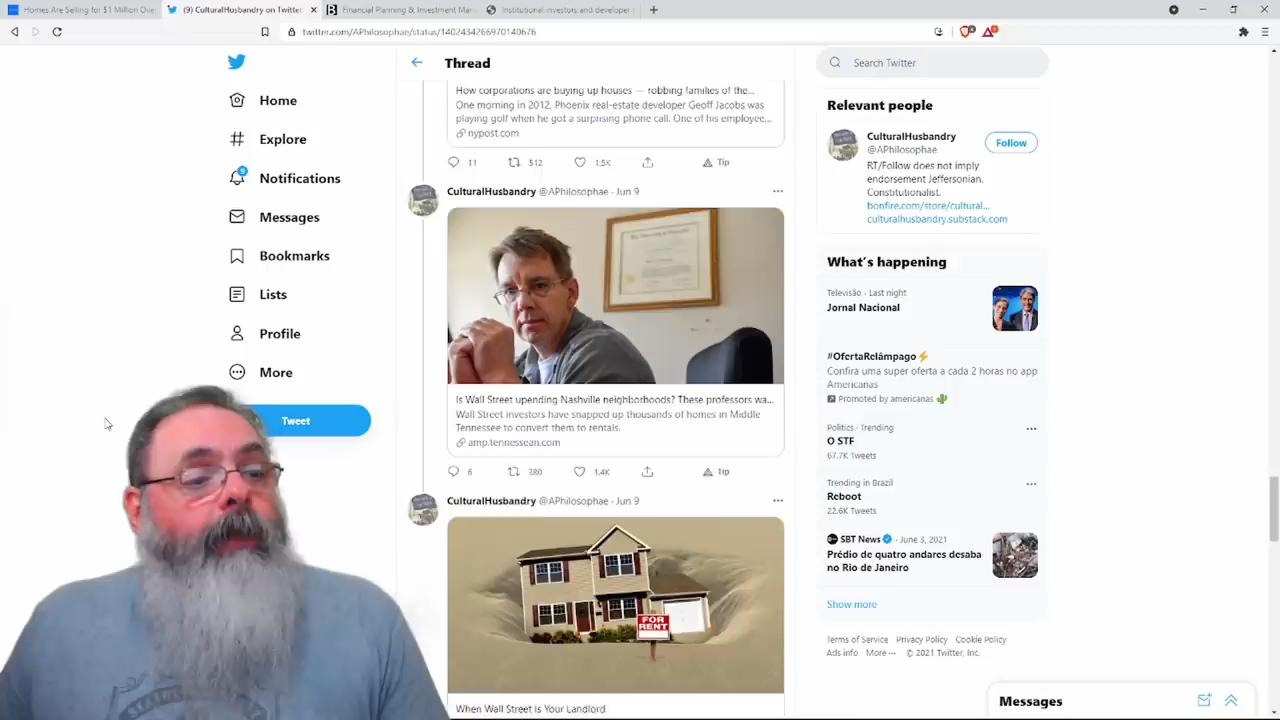 Homes Are Selling for $1 Million Ove
(9) CulturalHusbandry on Twitter
Financial Planning & Investment Man
Institutional investors and developer
twitter.com/APhilosophae/status/1402434266970140676
Home
Explore
9
Notifications
Messages
Bookmarks
Lists
Profile
More
Tweet
Thread
How corporations are buying up houses — robbing families of the...
One morning in 2012, Phoenix real-estate developer Geoff Jacobs was
playing golf when he got a surprising phone call. One of his employee...
nypost.com
11 512 1.5K Tip
CulturalHusbandry @APhilosophae · Jun 9
Is Wall Street upending Nashville neighborhoods? These professors wa...
Wall Street investors have snapped up thousands of homes in Middle
Tennessee to convert them to rentals.
amp.tennessean.com
6 380 1.4K Tip
CulturalHusbandry @APhilosophae · Jun 9
FOR
RENT
When Wall Street Is Your Landlord
Search Twitter
Relevant people
CulturalHusbandry
@APhilosophae
Follow
RT/Follow does not imply
endorsement Jeffersonian.
Constitutionalist.
bonfire.com/store/cultural...
culturalhusbandry.substack.com
What's happening
Televisão · Last night
Jornal Nacional
#OfertaRelâmpago⚡
Confira uma super oferta a cada 2 horas no app
Americanas
Promoted by americanas 🌵
Politics · Trending
O STF
67.7K Tweets
Trending in Brazil
Reboot
22.6K Tweets
SBT News · June 3, 2021
Prédio de quatro andares desaba
no Rio de Janeiro
Show more
Terms of Service Privacy Policy Cookie Policy
Ads info More ··· © 2021 Twitter, Inc.
Messages